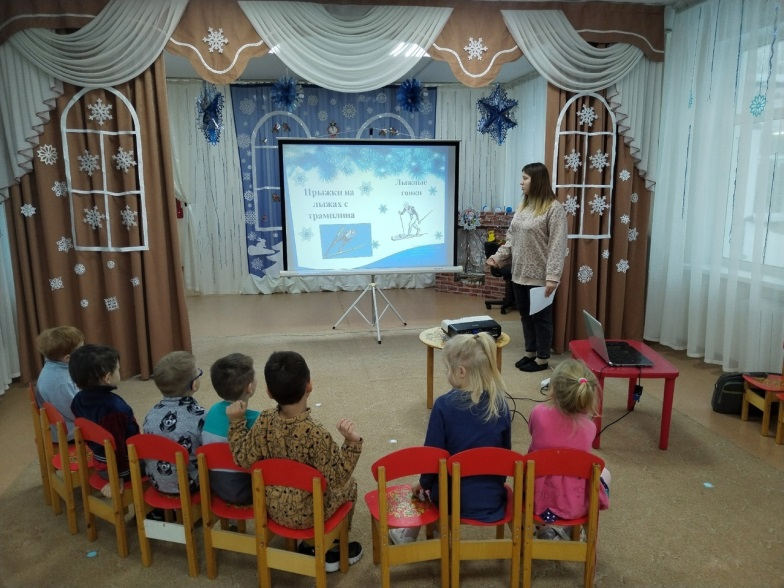 Прыжки на
лыжах с
трамплина
Лыжные
гонки